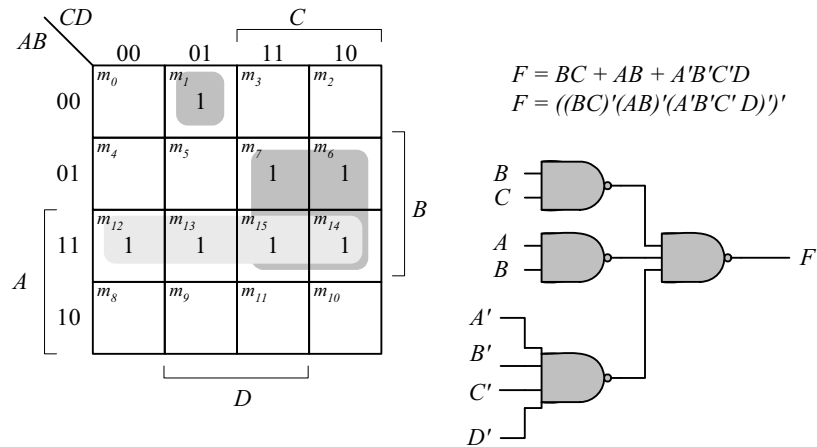 CD
C
AB
00 01 11 10
m0 m1 m3 m2
00 1
m4 m5 m7 m6
01 1 1
B
m12 m13 m15 m14
11 1 1 1 1
A
m8 m9 m11 m10
10
D
F = BC + AB + A'B'C'D
F = ((BC)'(AB)'(A'B'C' D)')'
B
C
A
B
F
A'
B'
C'
D'